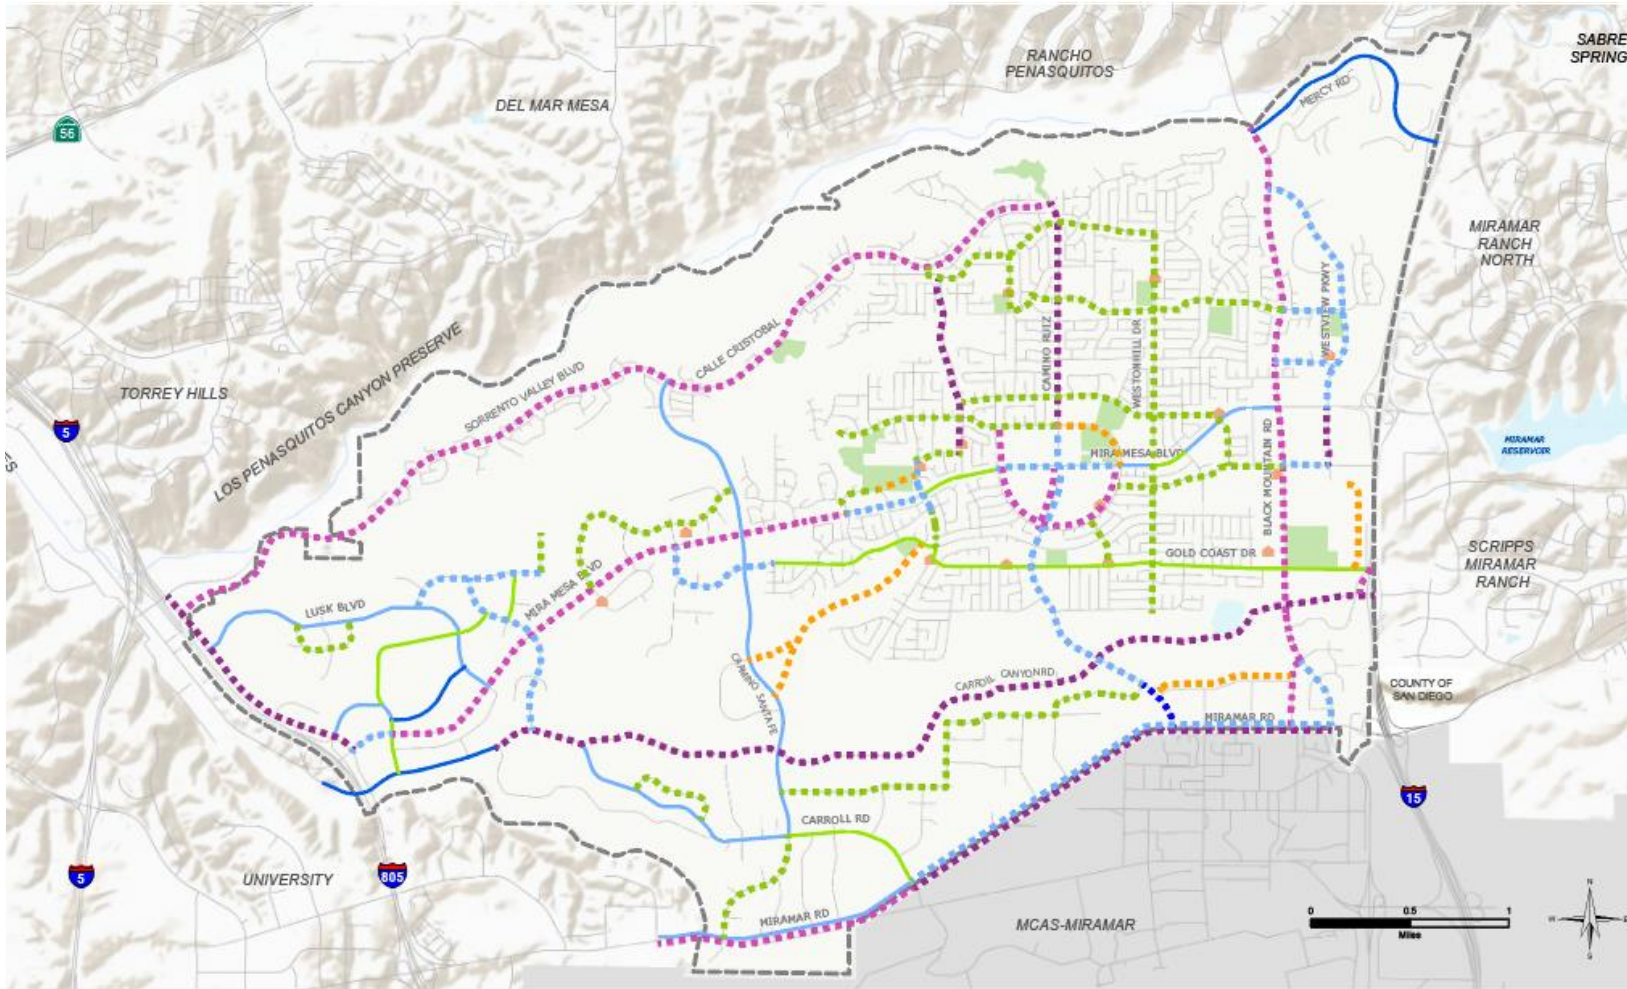 SABRE
SPRING
RANCHO
PENASQUITOS
DEL MAR MESA
MERCY RD
56
MIRAMAR
RANCH
NORTH
WESTVIEW PKWY
CAMINO RUIZ
WESTONHILL DR
CALLE CRISTOBAL
LOS PENASQUITOS CANYON PRESERVE
SORRENTO VALLEY BLVD
TORREY HILLS
5
BLACK MOUNTAIN RD
MIRA MESA BLVD
MIRAMAR
RESERVOIR
GOLD COAST DR
SCRIPPS
MIRAMAR
RANCH
MIRA MESA BLVD
LUSK BLVD
CAMINO SANTA FE
CARROLL CANYON RD
COUNTY OF
SAN DIEGO
MIRAMAR RD
15
CARROLL RD
5
UNIVERSITY
805
MIRAMAR RD
MCAS-MIRAMAR
0 0.5 1
Miles
N
W E
S